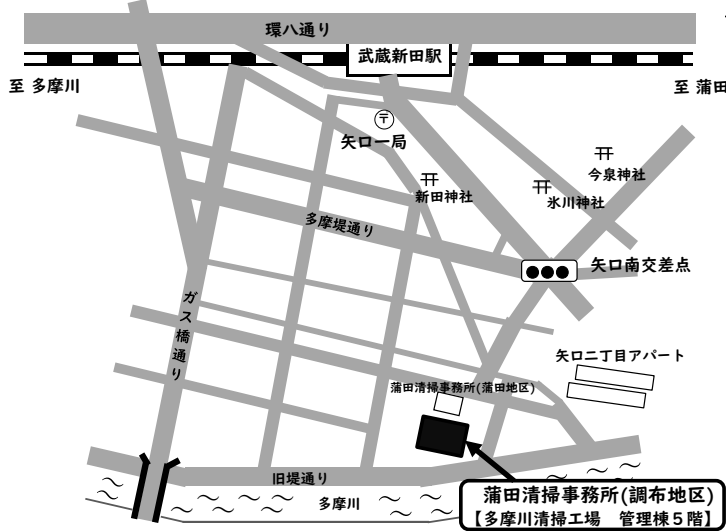 環八通り
武蔵新田駅
至 多摩川
至 蒲田
〒
矢口一局
今泉神社
新田神社
氷川神社
多摩堤通り
矢口南交差点
ガス橋通り
矢口二丁目アパート
蒲田清掃事務所(蒲田地区)
旧堤通り
多摩川
蒲田清掃事務所(調布地区)
【多摩川清掃工場　管理棟5階】